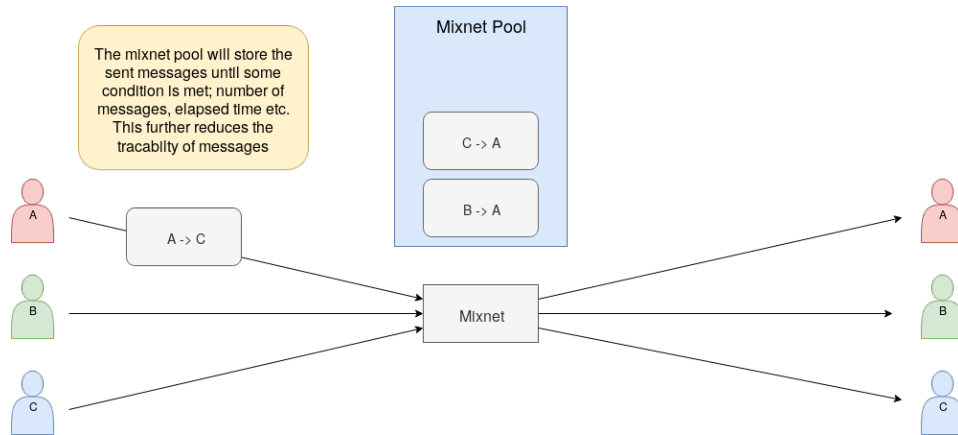 Mixnet Pool
The mixnet pool will store the
sent messages until some
condition is met; number of
messages, elapsed time etc.
This further reduces the
tracabilty of messages
C -> A
B -> A
A
A -> C
A
B
Mixnet
B
C
C